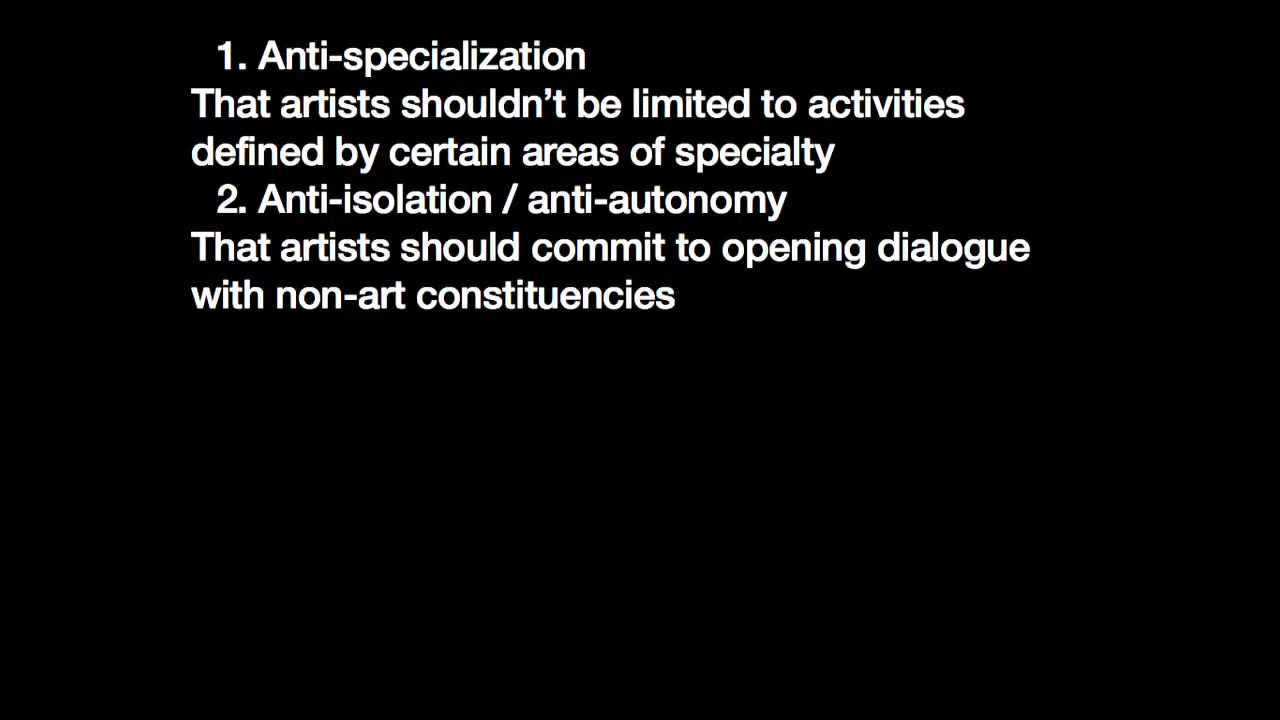 1. Anti-specialization
That artists shouldn’t be limited to activities
defined by certain areas of specialty
2. Anti-isolation / anti-autonomy
That artists should commit to opening dialogue
with non-art constituencies